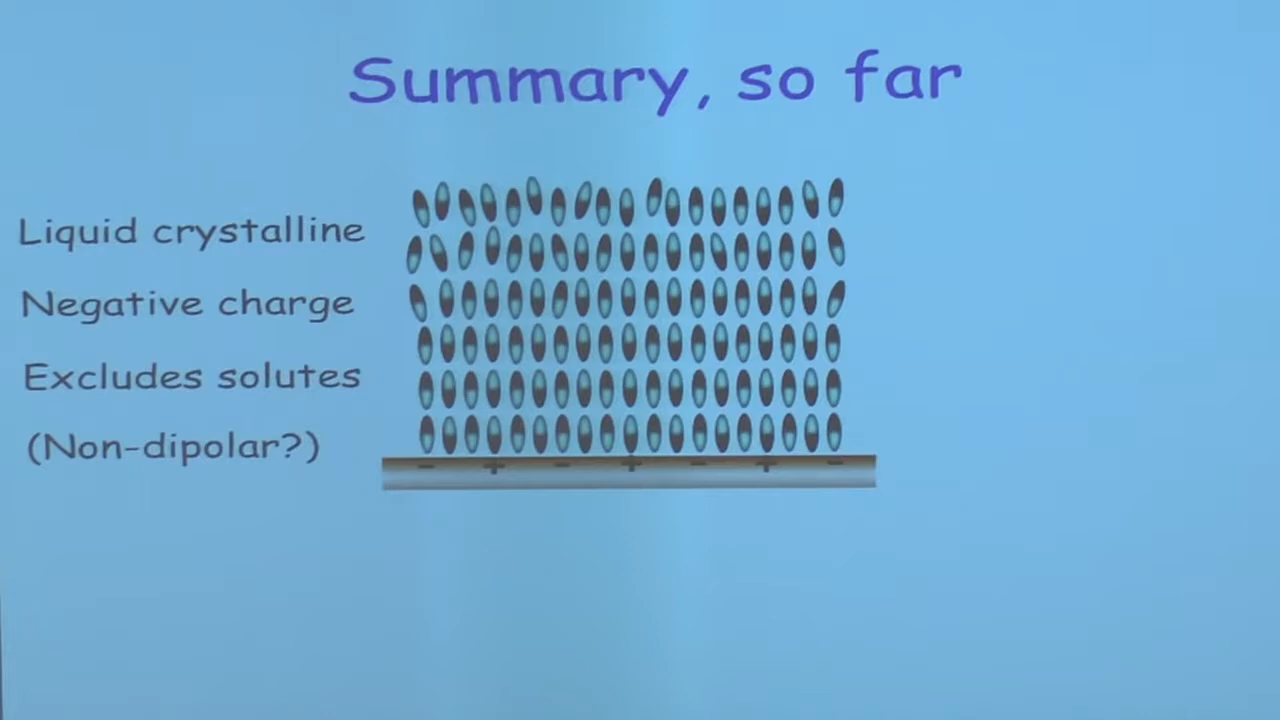 Summary, so far
Liquid crystalline
Negative charge
Excludes solutes
(Non-dipolar?)
- + - + - + -